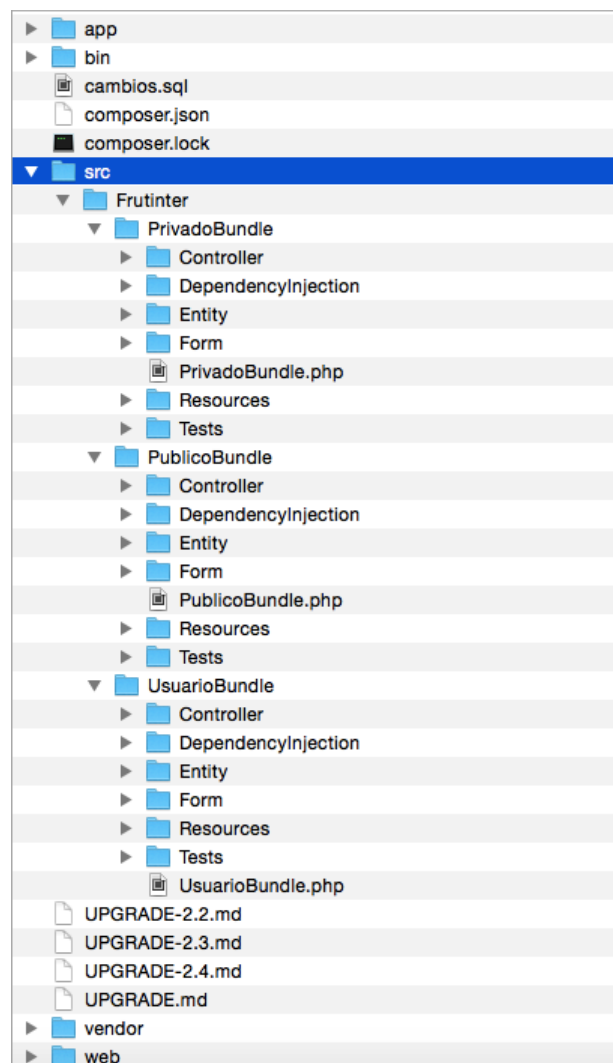 app
bin
cambios.sql
composer.json
composer.lock
src
Frutinter
PrivadoBundle
Controller
DependencyInjection
Entity
Form
PrivadoBundle.php
Resources
Tests
PublicoBundle
Controller
DependencyInjection
Entity
Form
PublicoBundle.php
Resources
Tests
UsuarioBundle
Controller
DependencyInjection
Entity
Form
Resources
Tests
UsuarioBundle.php
UPGRADE-2.2.md
UPGRADE-2.3.md
UPGRADE-2.4.md
UPGRADE.md
vendor
web